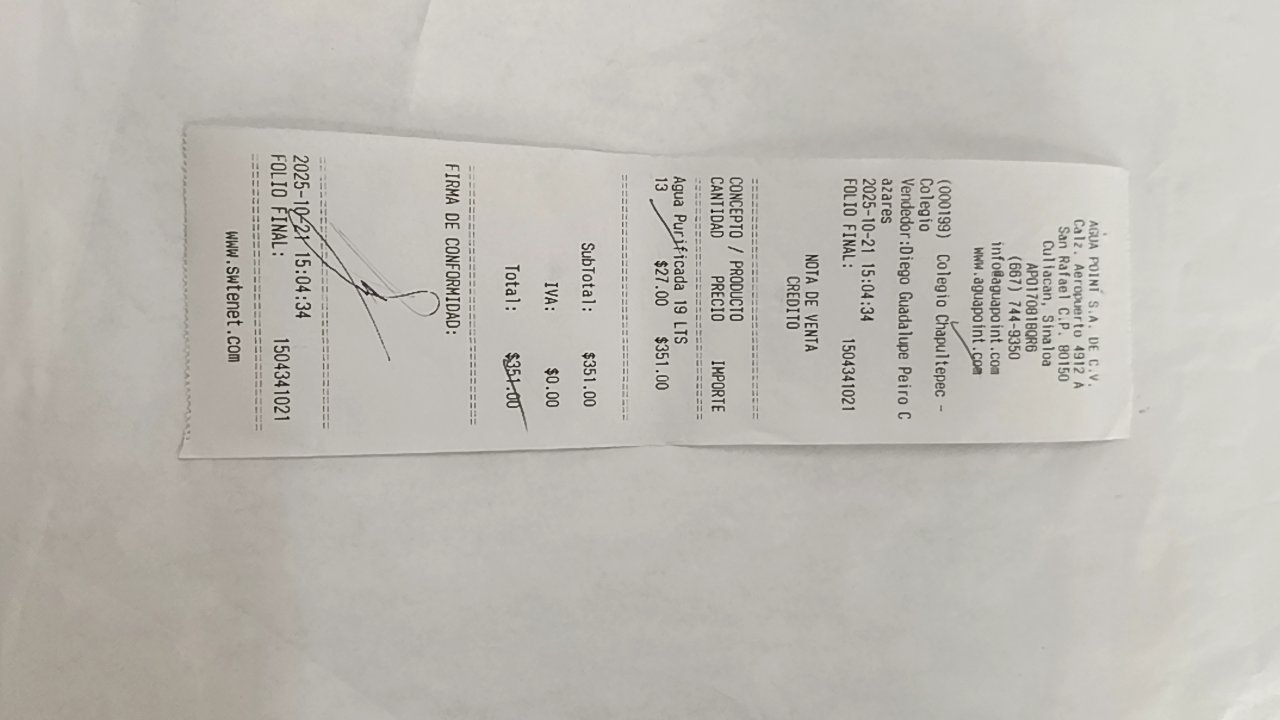 AGUA POINT S.A. DE C.V.
Calz. Aeropuerto 4912 A
San Rafael C.P. 80150
Culiacan, Sinaloa
APO170818QR6
(667) 744-9350
info@aguapoint.com
www.aguapoint.com
(000199) Colegio Chapultepec -
Colegio
Vendedor:Diego Guadalupe Peiro C
azares
2025-10-21 15:04:34
FOLIO FINAL: 1504341021
NOTA DE VENTA
CREDITO
CONCEPTO / PRODUCTO
CANTIDAD PRECIO IMPORTE
Agua Purificada 19 LTS
13 $27.00 $351.00
SubTotal: $351.00
IVA: $0.00
Total: $351.00
FIRMA DE CONFORMIDAD:
2025-10-21 15:04:34
FOLIO FINAL: 1504341021
www.swtenet.com